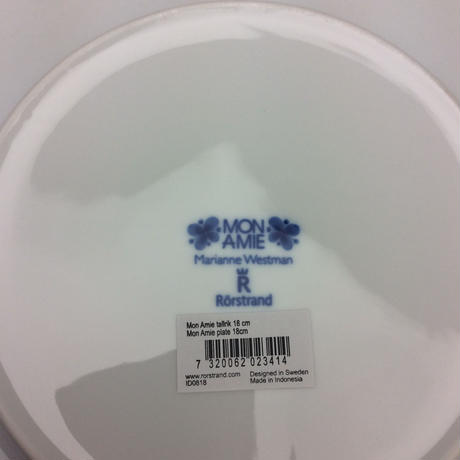 MON
AMIE
Marianne Westman
R
Rörstrand
Mon Amie tallrik 18 cm
Mon Amie plate 18cm
7 320062 023414
www.rorstrand.com Designed in Sweden
ID0818 Made in Indonesia